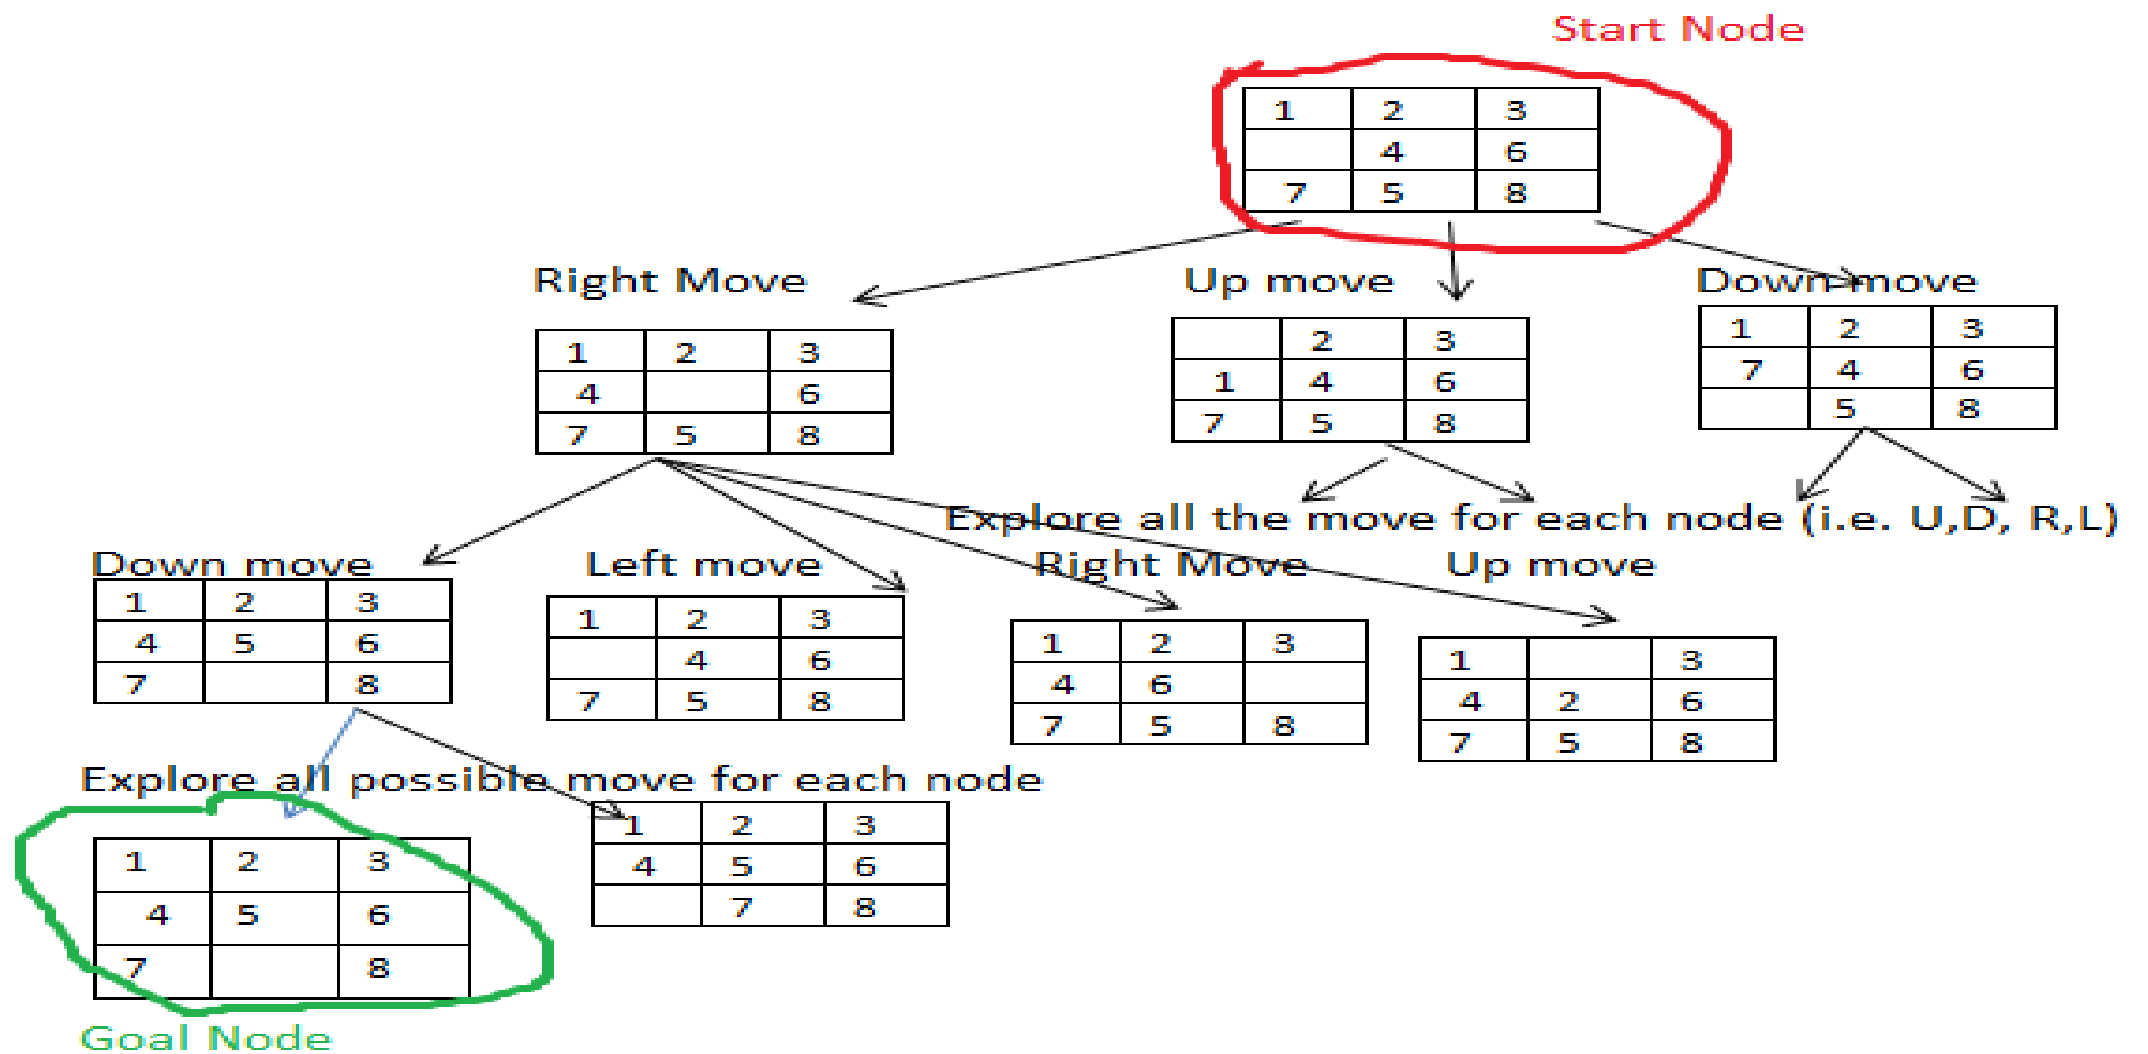 Start Node
1 2 3
4 6
7 5 8
Right Move
1 2 3
4 6
7 5 8
Up move
2 3
1 4 6
7 5 8
Down move
1 2 3
7 4 6
5 8
Explore all the move for each node (i.e. U,D, R,L)
Down move
1 2 3
4 5 6
7 8
Left move
1 2 3
4 6
7 5 8
Right Move
1 2 3
4 6
7 5 8
Up move
1 3
4 2 6
7 5 8
Explore all possible move for each node
1 2 3
4 5 6
7 8
1 2 3
4 5 6
7 8
Goal Node